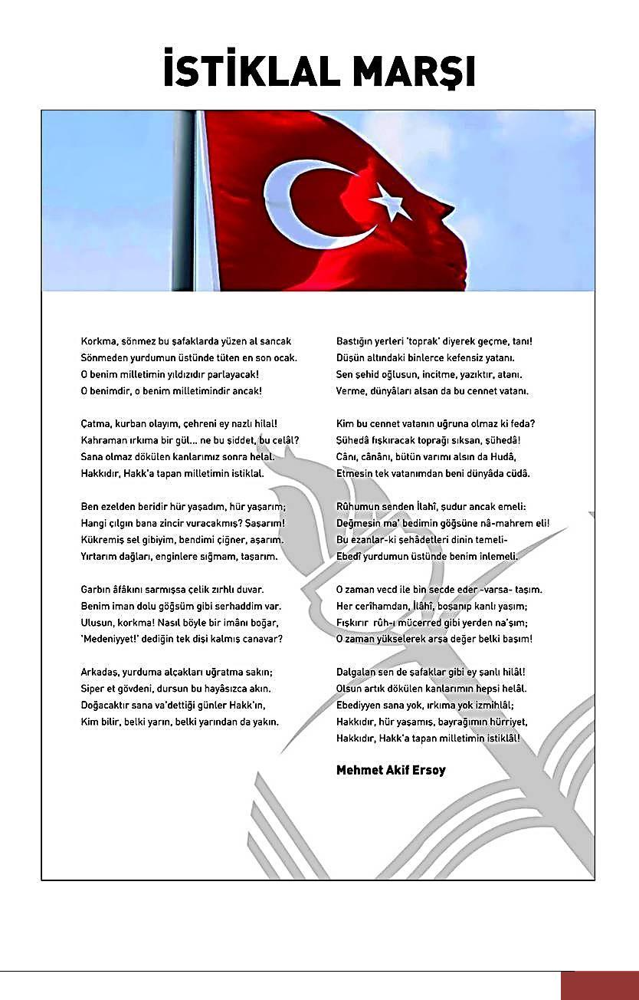 İSTİKLAL MARŞI
Korkma, sönmez bu şafaklarda yüzen al sancak
Sönmeden yurdumun üstünde tüten en son ocak.
O benim milletimin yıldızıdır parlayacak!
O benimdir, o benim milletimindir ancak!
Çatma, kurban olayım, çehreni ey nazlı hilal!
Kahraman ırkıma bir gül... ne bu şiddet, bu celâl?
Sana olmaz dökülen kanlarımız sonra helal.
Hakkıdır, Hakk'a tapan milletimin istiklal.
Ben ezelden beridir hür yaşadım, hür yaşarım;
Hangi çılgın bana zincir vuracakmış? Şaşarım!
Kükremiş sel gibiyim, bendimi çiğner, aşarım.
Yırtarım dağları, enginlere sığmam, taşarım.
Garbın âfâkını sarmışsa çelik zırhlı duvar.
Benim iman dolu göğsüm gibi serhaddim var.
Ulusun, korkma! Nasıl böyle bir imânı boğar,
'Medeniyyet!' dediğin tek dişi kalmış canavar?
Arkadaş, yurduma alçakları uğratma sakın;
Siper et gövdeni, dursun bu hayâsızca akın.
Doğacaktır sana va'dettiği günler Hakk'ın,
Kim bilir, belki yarın, belki yarından da yakın.
Bastığın yerleri 'toprak' diyerek geçme, tanı!
Düşün altındaki binlerce kefensiz yatanı.
Sen şehid oğlusun, incitme, yazıktır, atanı.
Verme, dünyâları alsan da bu cennet vatanı.
Kim bu cennet vatanın uğruna olmaz ki feda?
Şühedâ fışkıracak toprağı sıksan, şühedâ!
Cânı, cânânı, bütün varımı alsın da Hudâ,
Etmesin tek vatanımdan beni dünyâda cüdâ.
Rûhumun senden İlahî, şudur ancak emeli:
Değmesin ma' bedimin göğsüne nâ-mahrem eli!
Bu ezanlar-ki şehâdetleri dinin temeli-
Ebedî yurdumun üstünde benim inlemeli.
O zaman vecd ile bin secde eder -varsa- taşım.
Her cerîhamdan, İlâhî, boşanıp kanlı yaşım;
Fışkırır rûh-ı mücerred gibi yerden na'şım;
O zaman yükselerek arşa değer belki başım!
Dalgalan sen de şafaklar gibi ey şanlı hilâl!
Olsun artık dökülen kanlarımın hepsi helâl.
Ebediyyen sana yok, ırkıma yok izmihlâl;
Hakkıdır, hür yaşamış, bayrağımın hürriyet,
Hakkıdır, Hakk'a tapan milletimin istiklâl!
Mehmet Akif Ersoy